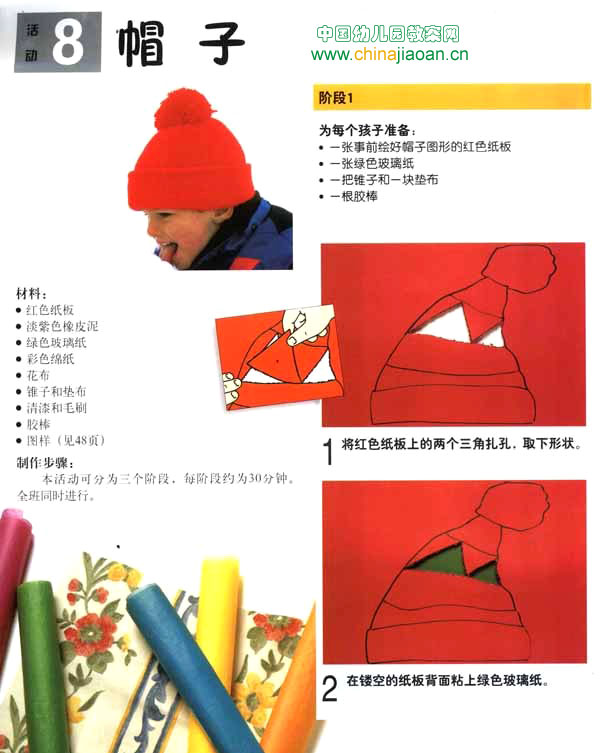 活动
8
帽子
中国幼儿园教案网
www.chinajiaoan.cn
材料:
• 红色纸板
• 淡紫色橡皮泥
• 绿色玻璃纸
• 彩色绵纸
• 花布
• 锥子和垫布
• 清漆和毛刷
• 胶棒
• 图样(见48页)
制作步骤:
本活动可分为三个阶段，每阶段约为30分钟。
全班同时进行。
阶段1
为每个孩子准备:
• 一张事前绘好帽子图形的红色纸板
• 一张绿色玻璃纸
• 一把锥子和一块垫布
• 一根胶棒
1 将红色纸板上的两个三角扎孔，取下形状。
2 在镂空的纸板背面粘上绿色玻璃纸。